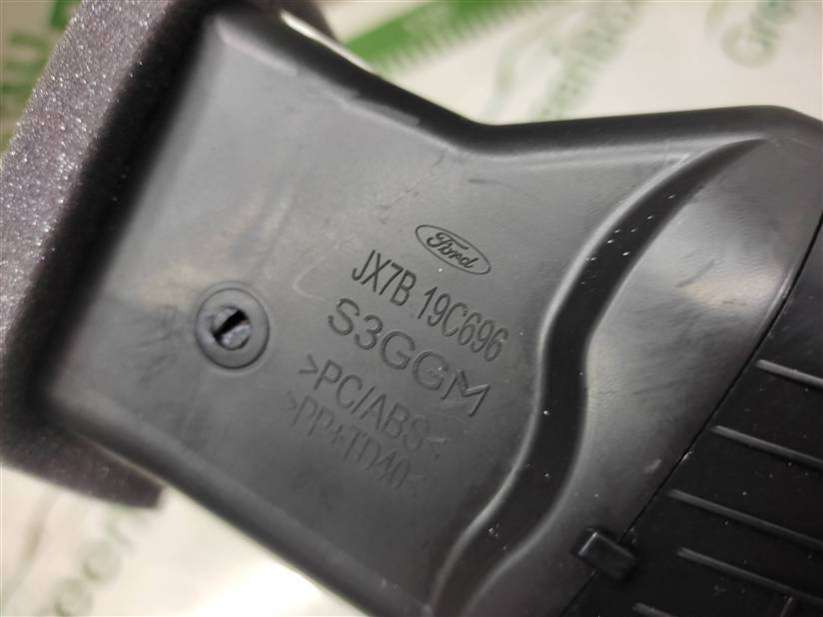 Ford
JX7B 19C696
S3GGM
>PC/ABS<
>PP+TD40<